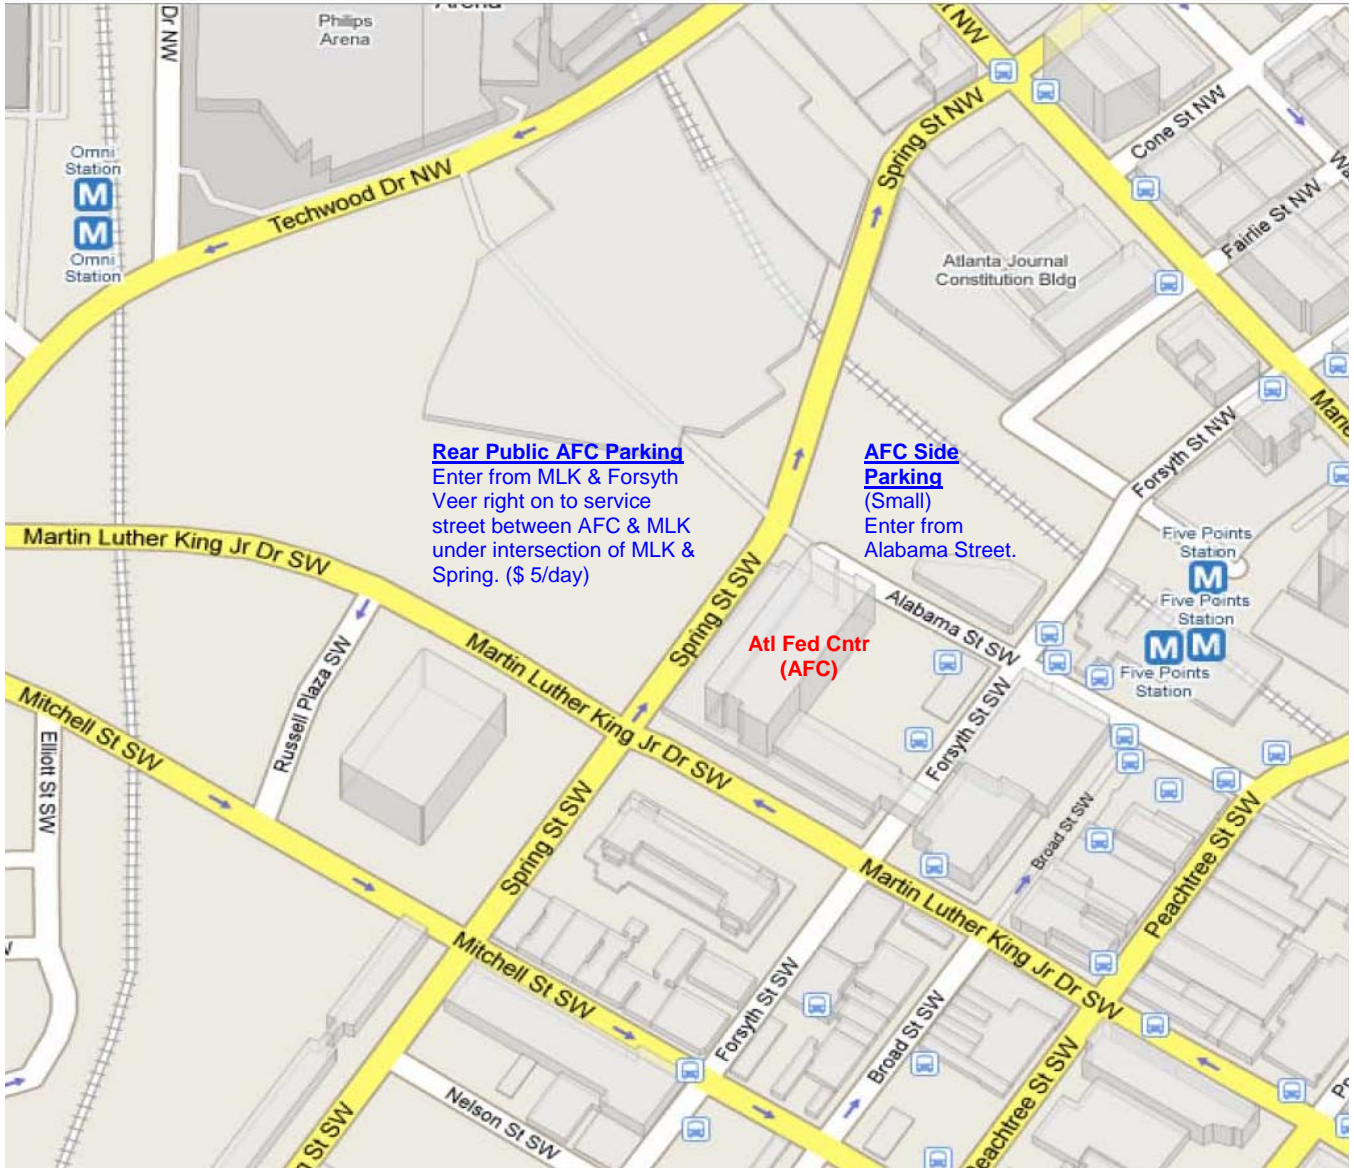 Arena
Philips
Arena
Dr NW
Omni
Station
M
M
Omni
Station
Techwood Dr NW
Spring St NW
Cone St NW
Fairlie St NW
Atlanta Journal
Constitution Bldg
Rear Public AFC Parking
Enter from MLK & Forsyth
Veer right on to service
street between AFC & MLK
under intersection of MLK &
Spring. ($ 5/day)
AFC Side
Parking
(Small)
Enter from
Alabama Street.
Forsyth St NW
Five Points
Station
M
Five Points
Station
M M
Five Points
Station
Martin Luther King Jr Dr SW
Spring St SW
Alabama St SW
Atl Fed Cntr
(AFC)
Russell Plaza SW
Martin Luther King Jr Dr SW
Mitchell St SW
Elliott St SW
Forsyth St SW
Spring St SW
Broad St SW
Peachtree St SW
Martin Luther King Jr Dr SW
Mitchell St SW
Forsyth St SW
Broad St SW
Nelson St SW
St SW
Peachtree St SW